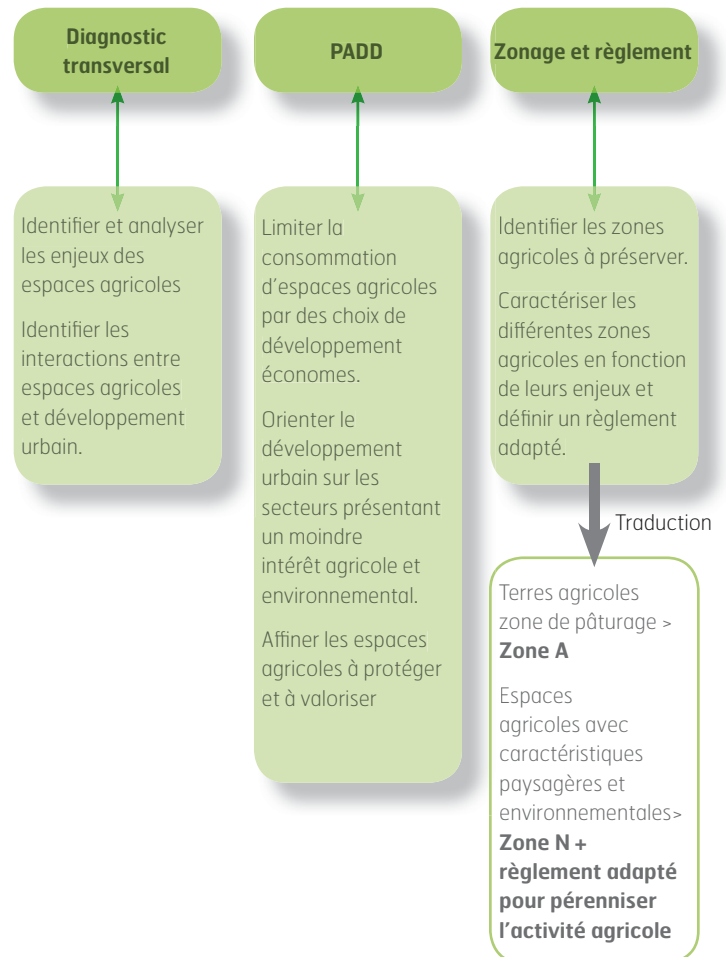 Diagnostic
transversal
Identifier et analyser
les enjeux des
espaces agricoles
Identifier les
interactions entre
espaces agricoles
et développement
urbain.
PADD
Limiter la
consommation
d'espaces agricoles
par des choix de
développement
économes.
Orienter le
développement
urbain sur les
secteurs présentant
un moindre
intérêt agricole et
environnemental.
Affiner les espaces
agricoles à protéger
et à valoriser
Zonage et règlement
Identifier les zones
agricoles à préserver.
Caractériser les
différentes zones
agricoles en fonction
de leurs enjeux et
définir un règlement
adapté.
Traduction
Terres agricoles
zone de pâturage >
Zone A
Espaces
agricoles avec
caractéristiques
paysagères et
environnementales>
Zone N +
règlement adapté
pour pérenniser
l'activité agricole